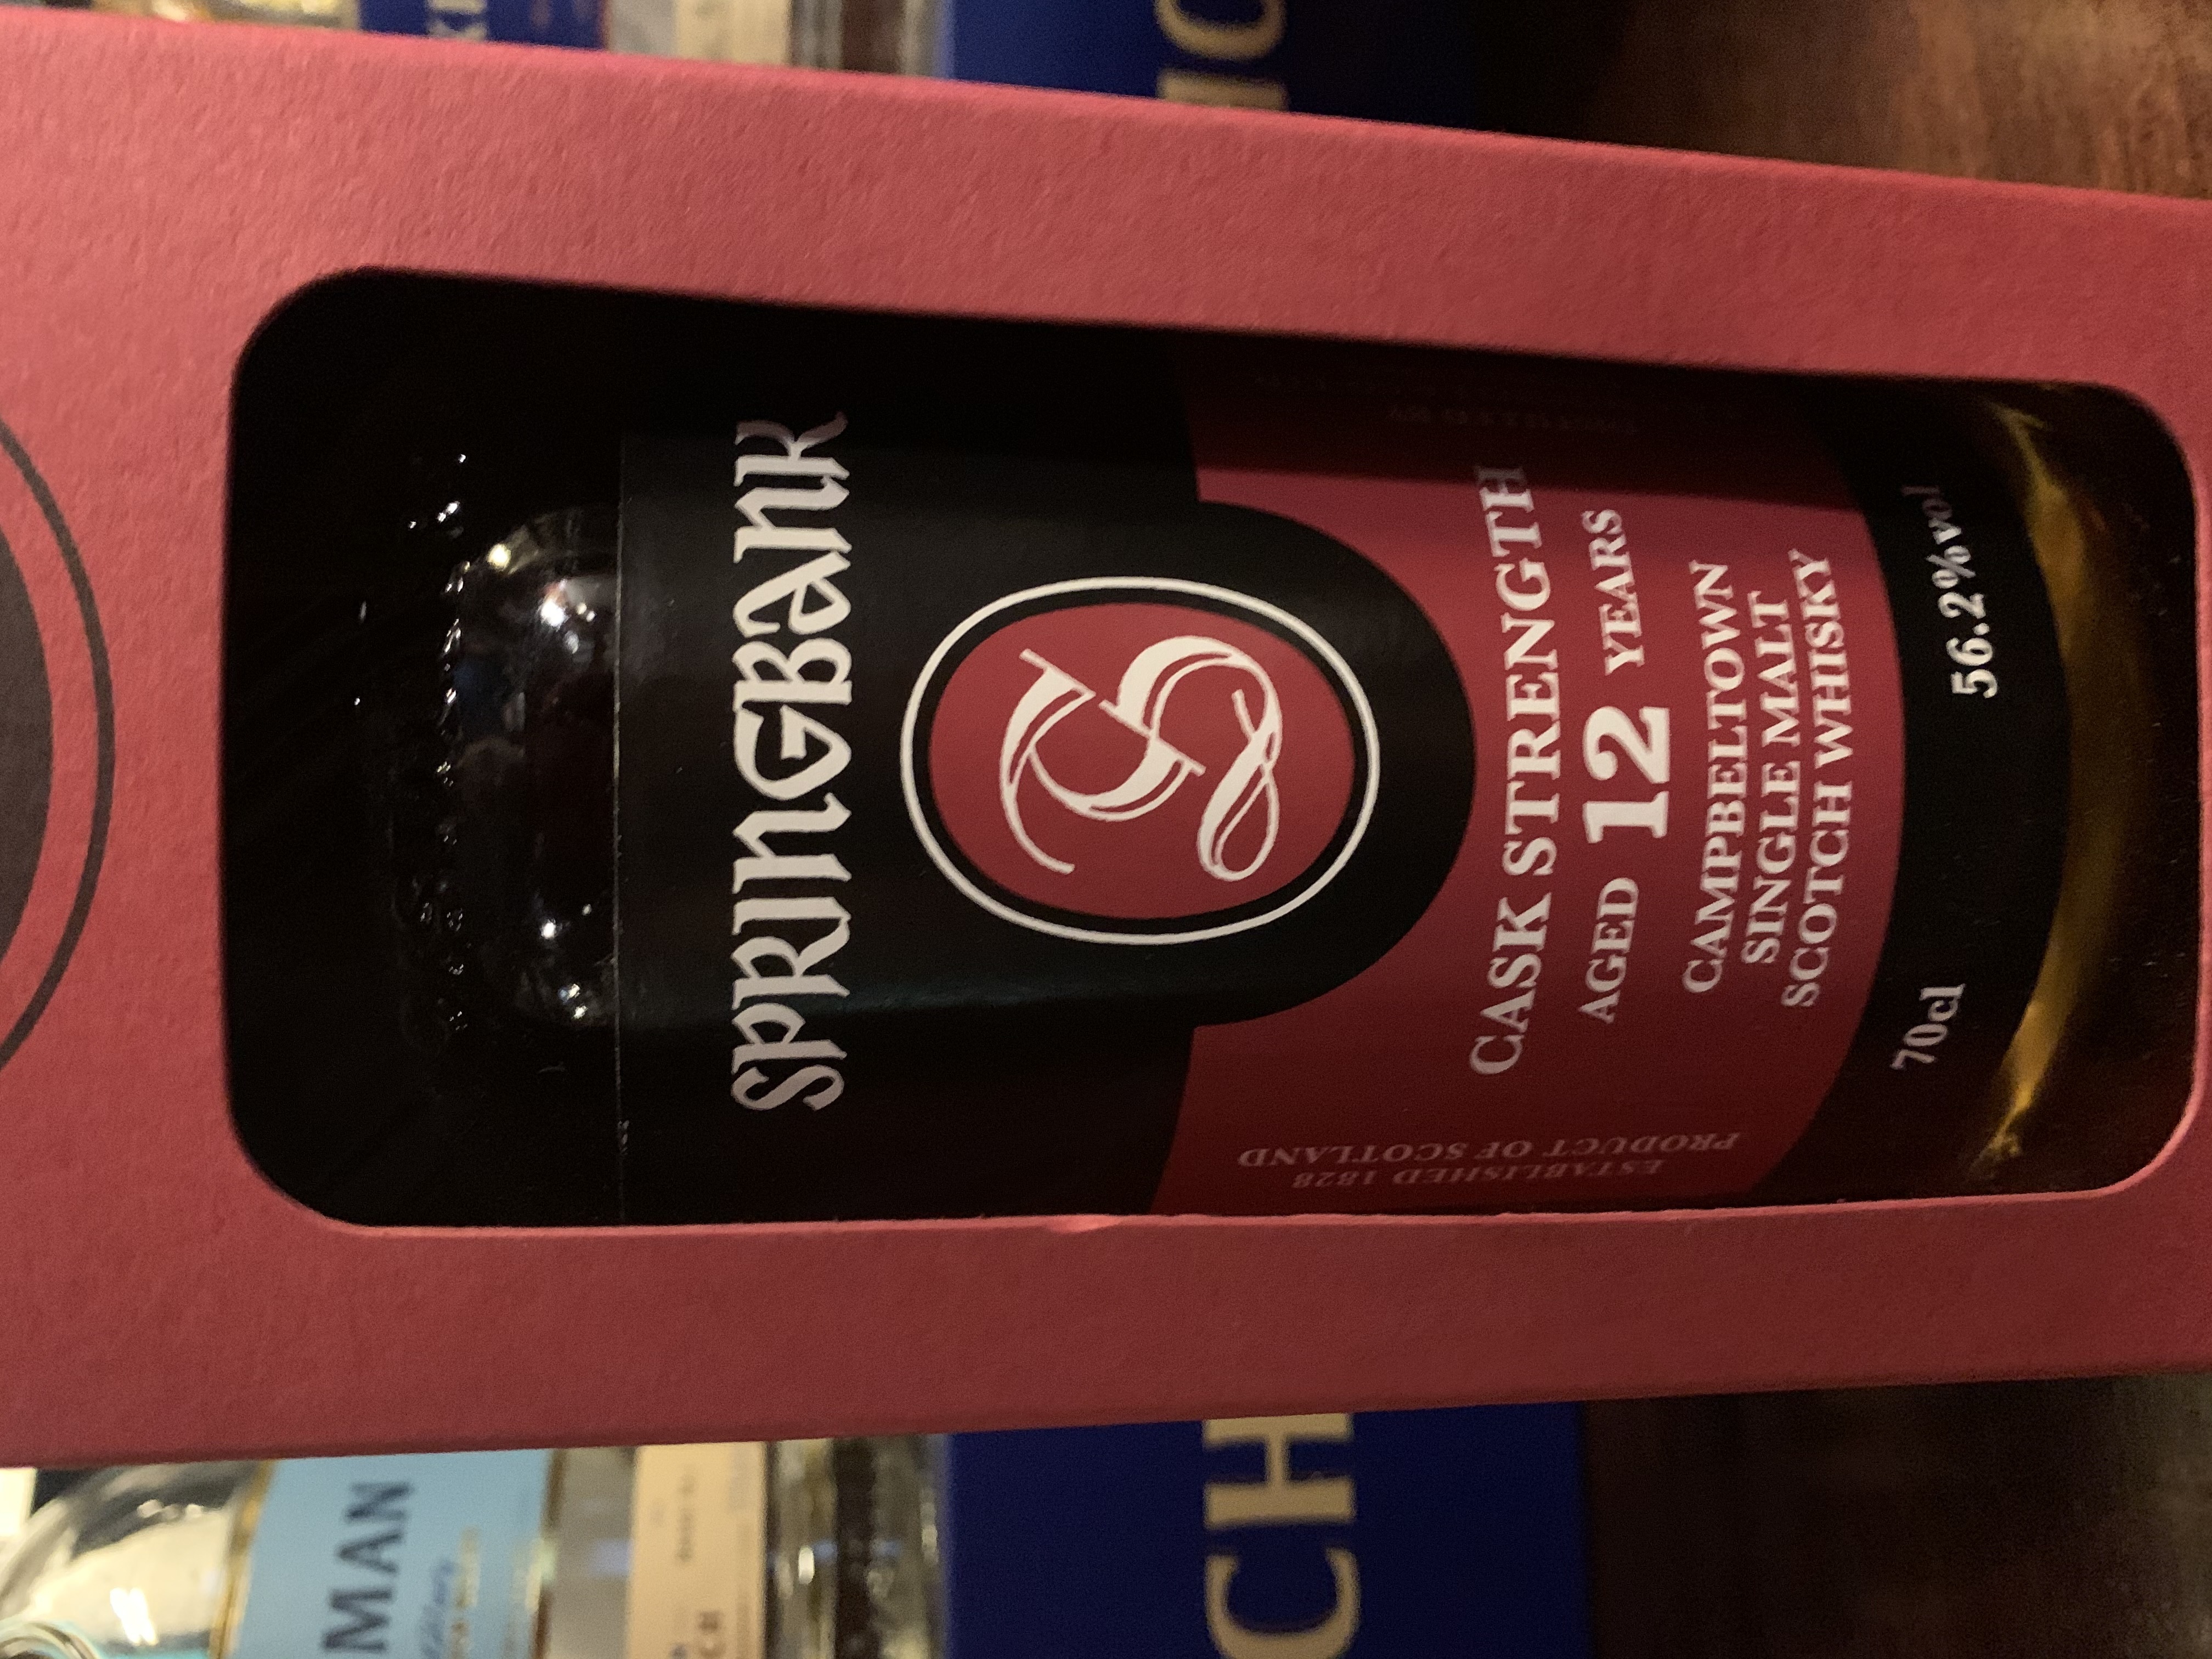 SPRINGBANK
S
CASK STRENGTH
AGED 12 YEARS
CAMPBELTOWN
SINGLE MALT
SCOTCH WHISKY
70cl 56.2%vol
ESTABLISHED 1828
PRODUCT OF SCOTLAND
MAN
CH